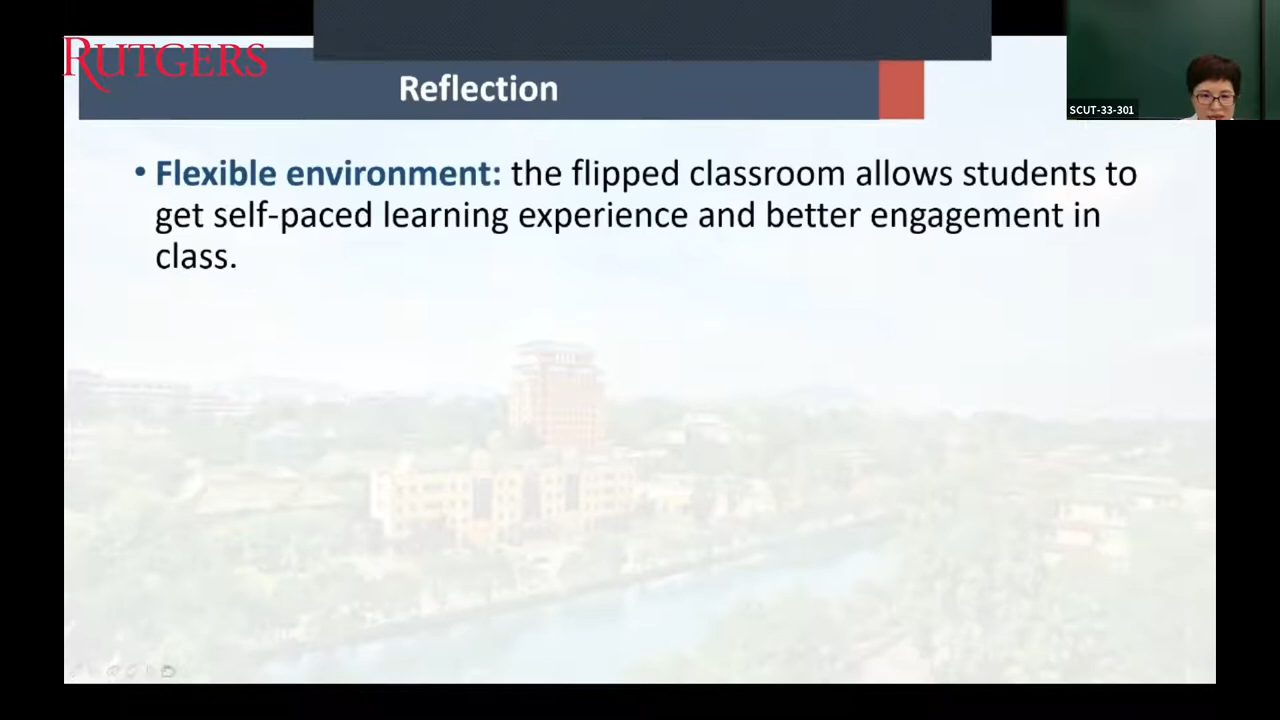 RUTGERS
Reflection
SCUT-33-301
• Flexible environment: the flipped classroom allows students to
get self-paced learning experience and better engagement in
class.